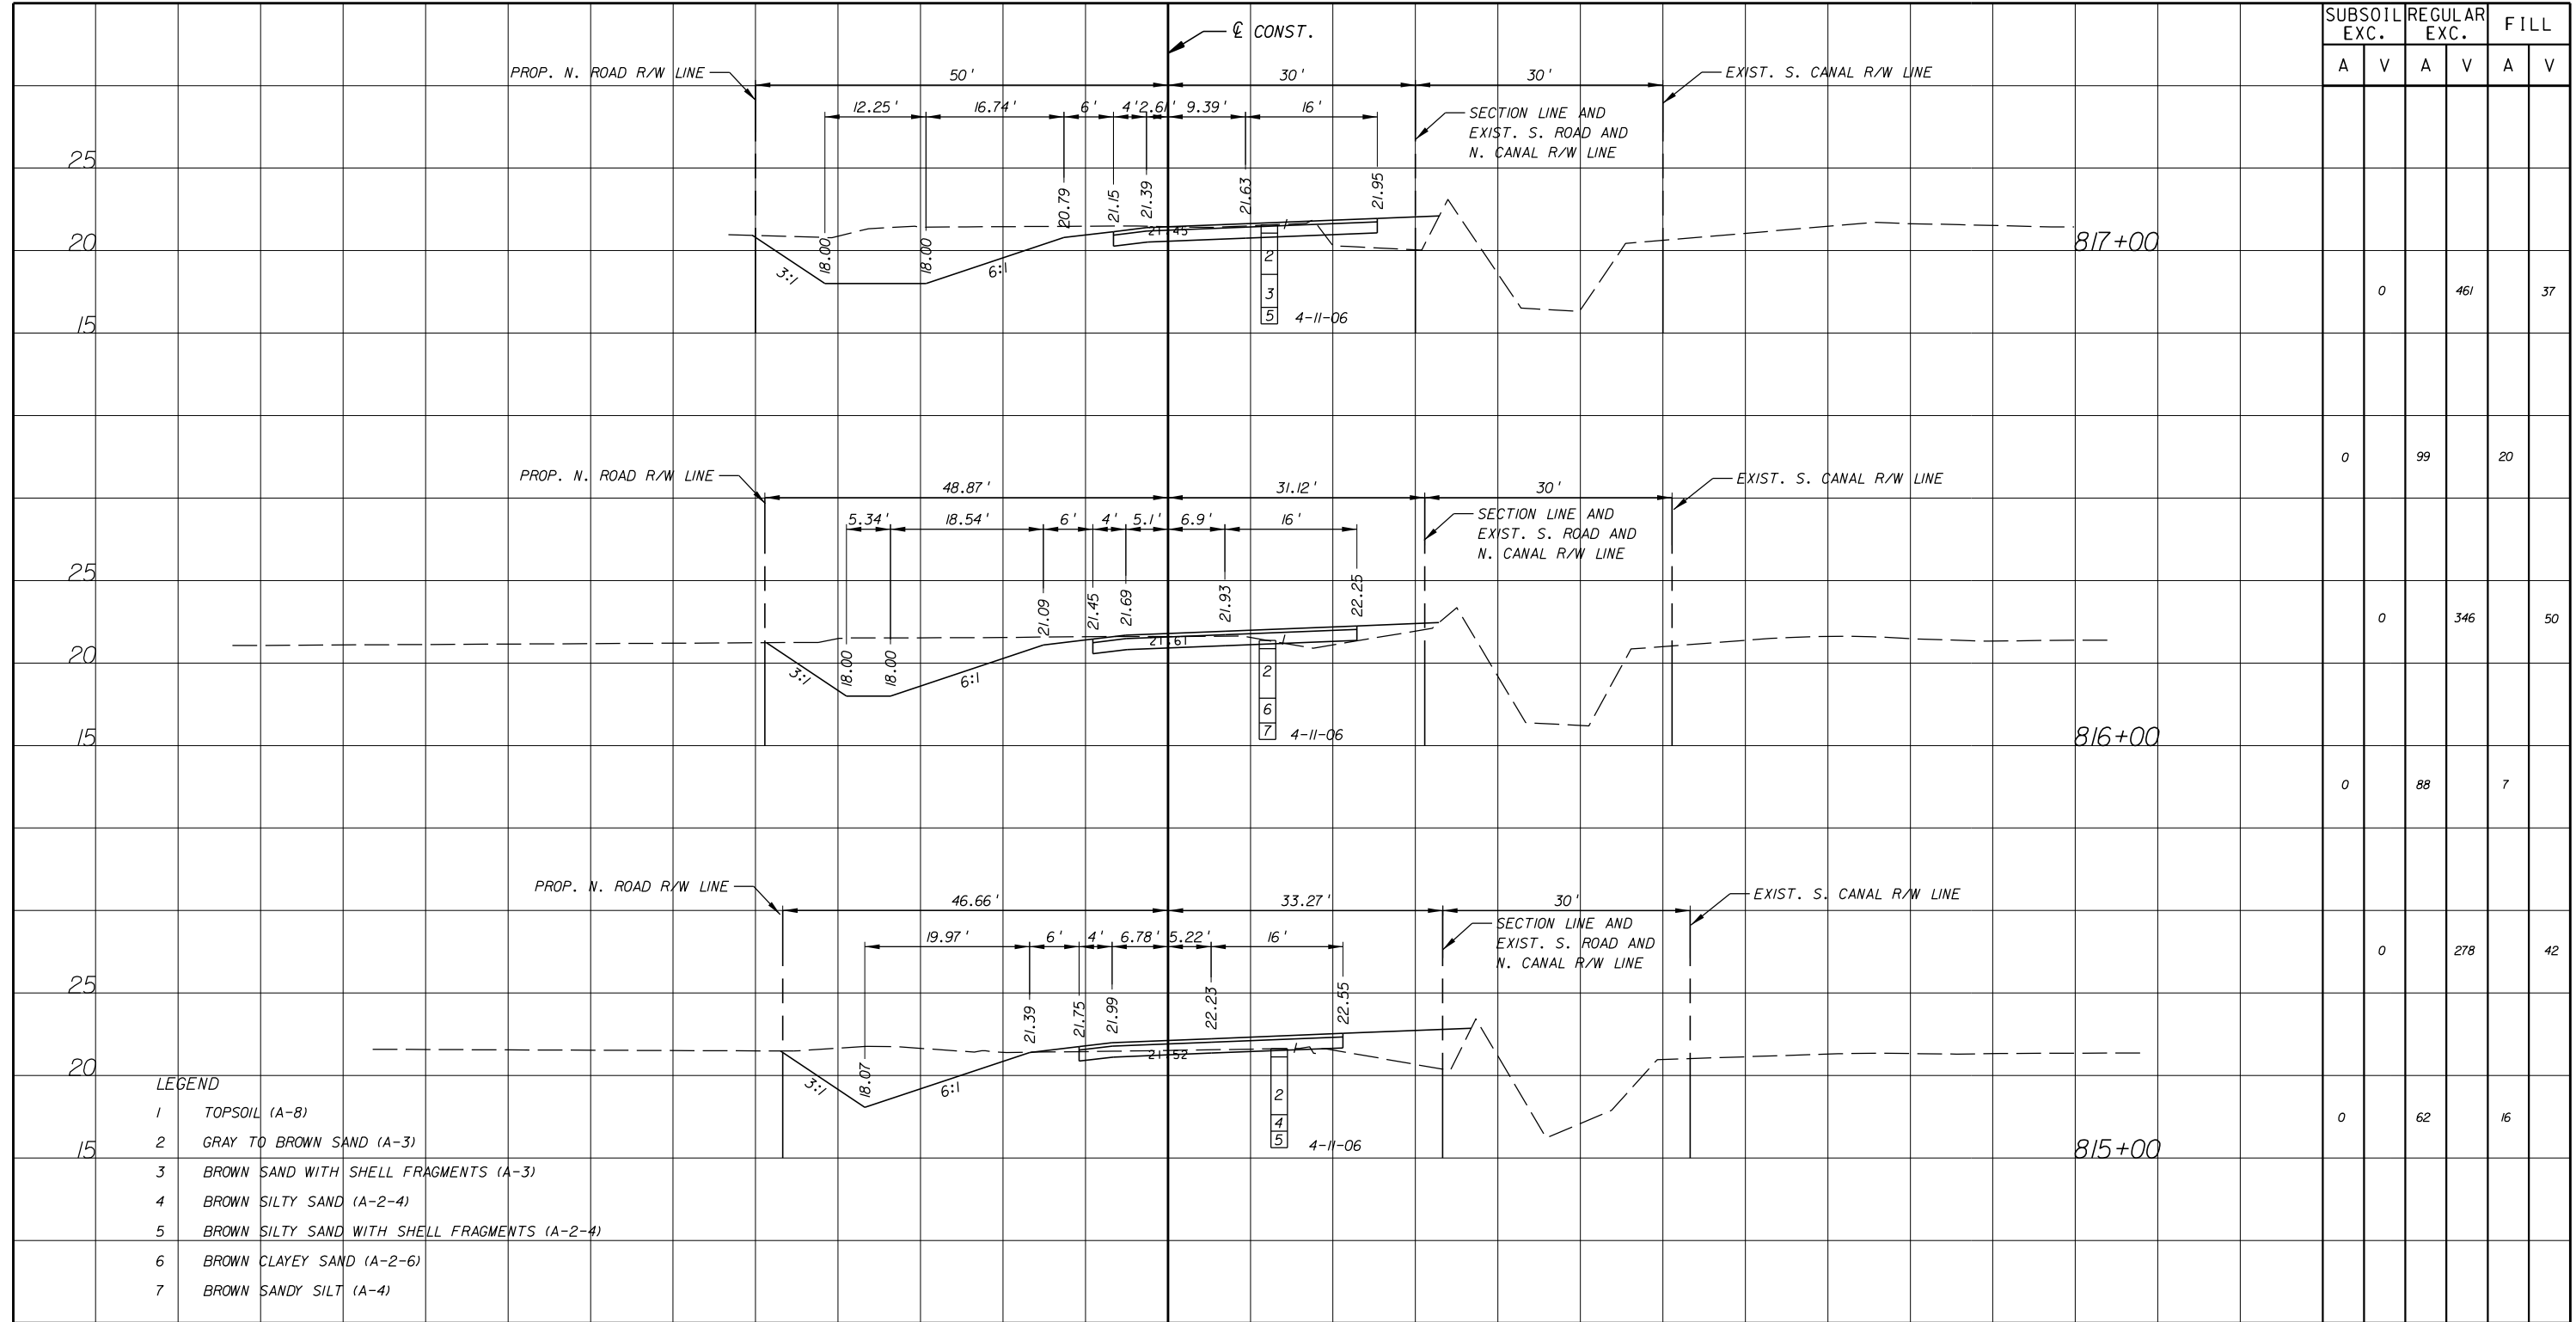 SUBSOIL EXC. REGULAR EXC. FILL
A V A V A V
℄ CONST.
PROP. N. ROAD R/W LINE
50' 30' 30'
EXIST. S. CANAL R/W LINE
12.25' 16.74' 6' 4' 2.61' 9.39' 16'
SECTION LINE AND
EXIST. S. ROAD AND
N. CANAL R/W LINE
25
18.00 18.00 20.79 21.15 21.39 21.63 21.95
20
21.45
1
817+00
3:1 6:1
2
3
5
4-11-06
15
0 461 37
0 99 20
PROP. N. ROAD R/W LINE
48.87' 31.12' 30'
EXIST. S. CANAL R/W LINE
5.34' 18.54' 6' 4' 5.1' 6.9' 16'
SECTION LINE AND
EXIST. S. ROAD AND
N. CANAL R/W LINE
25
18.00 18.00 21.09 21.45 21.69 21.93 22.25
0 346 50
20
21.61
1
3:1 6:1
2
6
7
4-11-06
15
816+00
0 88 7
PROP. N. ROAD R/W LINE
46.66' 33.27' 30'
EXIST. S. CANAL R/W LINE
19.97' 6' 4' 6.78' 5.22' 16'
SECTION LINE AND
EXIST. S. ROAD AND
N. CANAL R/W LINE
0 278 42
25
18.07 21.39 21.75 21.99 22.23 22.55
20
21.52
1
3:1 6:1
2
4
5
4-11-06
15
815+00
0 62 16
LEGEND
1 TOPSOIL (A-8)
2 GRAY TO BROWN SAND (A-3)
3 BROWN SAND WITH SHELL FRAGMENTS (A-3)
4 BROWN SILTY SAND (A-2-4)
5 BROWN SILTY SAND WITH SHELL FRAGMENTS (A-2-4)
6 BROWN CLAYEY SAND (A-2-6)
7 BROWN SANDY SILT (A-4)